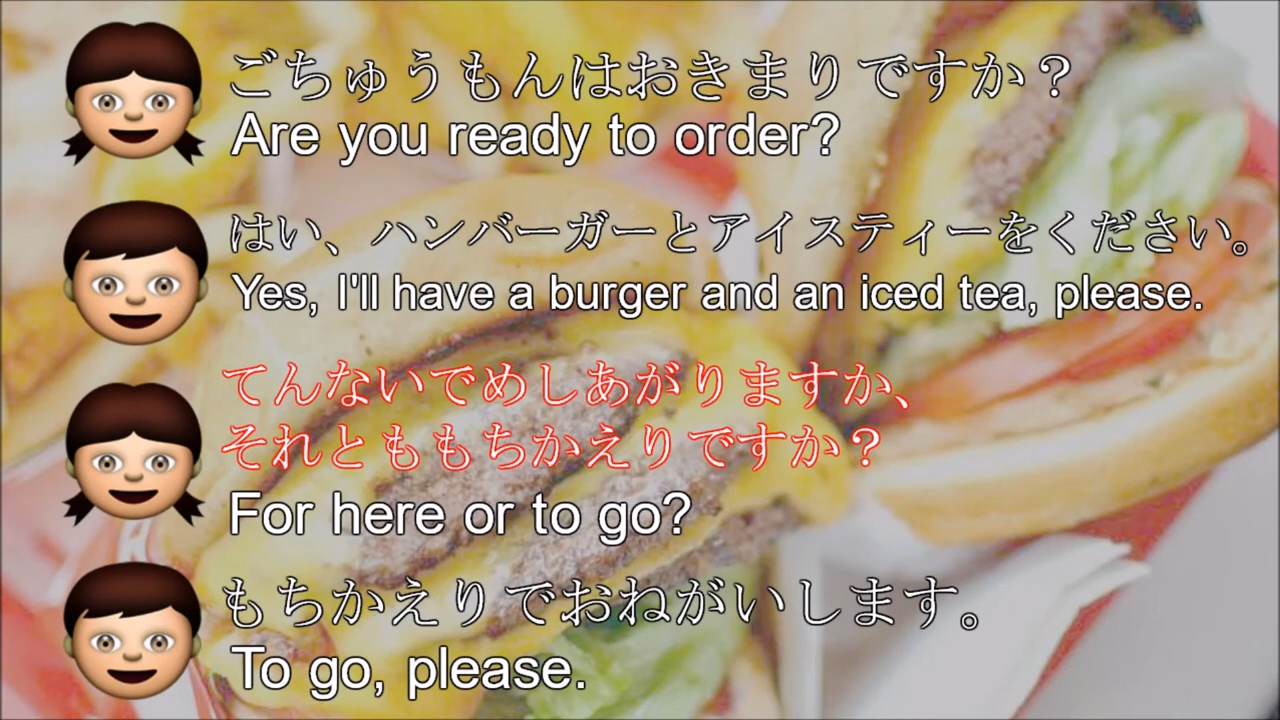 ごちゅうもんはおきまりですか？
Are you ready to order?
はい、ハンバーガーとアイスティーをください。
Yes, I'll have a burger and an iced tea, please.
てんないでめしあがりますか、
それとももちかえりですか？
For here or to go?
もちかえりでおねがいします。
To go, please.